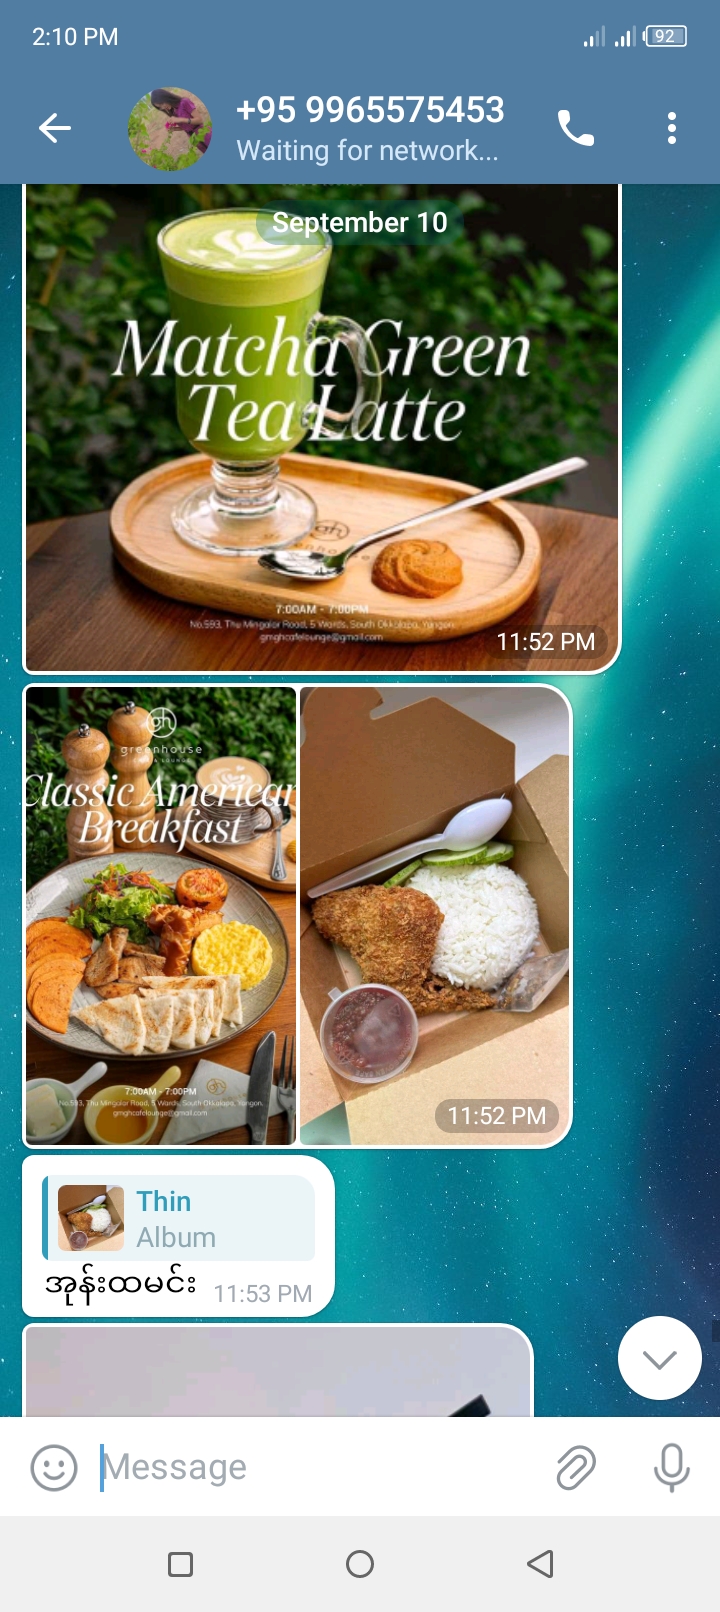 2:10 PM
92
+95 9965575453
Waiting for network...
September 10
Matcha Green
Tea Latte
gh
greenhouse
7:00AM - 7:00PM
No.593, Thu Mingalar Road, 5 Wards, South Okkalapa, Yangon.
gmghcafelounge@gmail.com
11:52 PM
gh
greenhouse
Classic American
Breakfast
7:00AM - 7:00PM
No.593, Thu Mingalar Road, 5 Wards, South Okkalapa, Yangon.
gmghcafelounge@gmail.com
11:52 PM
Thin
Album
အုန်းထမင်း 11:53 PM
Message